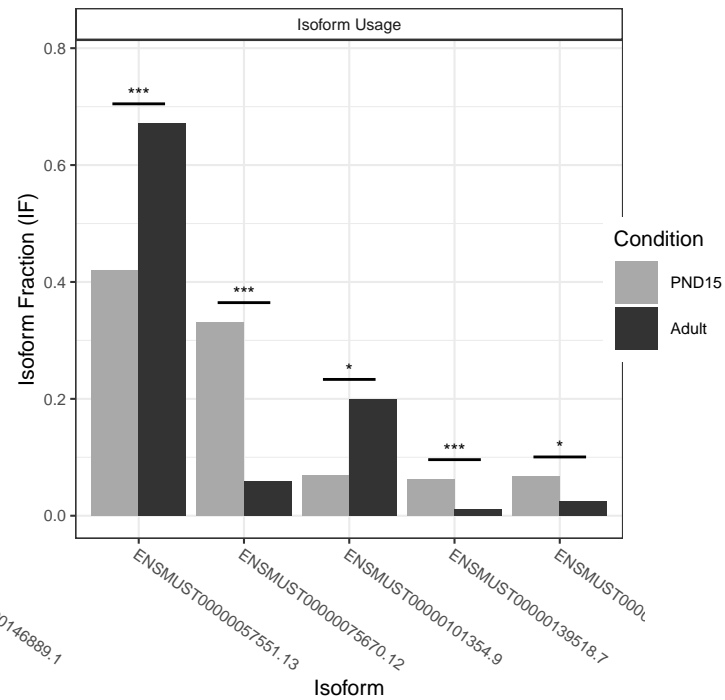 Isoform Usage
***
***
*
***
*
0.8
0.6
0.4
0.2
0.0
Isoform Fraction (IF)
Condition
PND15
Adult
ENSMUST00000057551.13
ENSMUST00000075670.12
ENSMUST00000101354.9
ENSMUST00000139518.7
Isoform